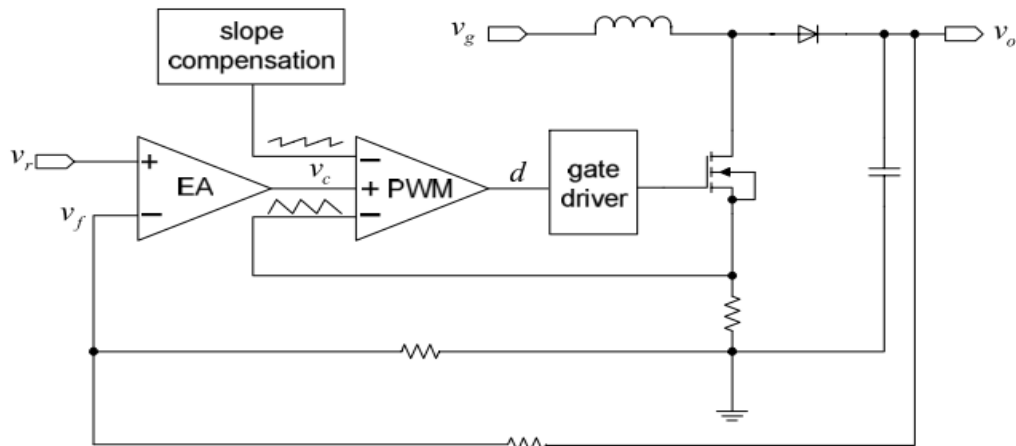 slope
compensation
v_g
v_o
v_r
+
EA
−
v_f
v_c
−
+
−
PWM
d
gate
driver